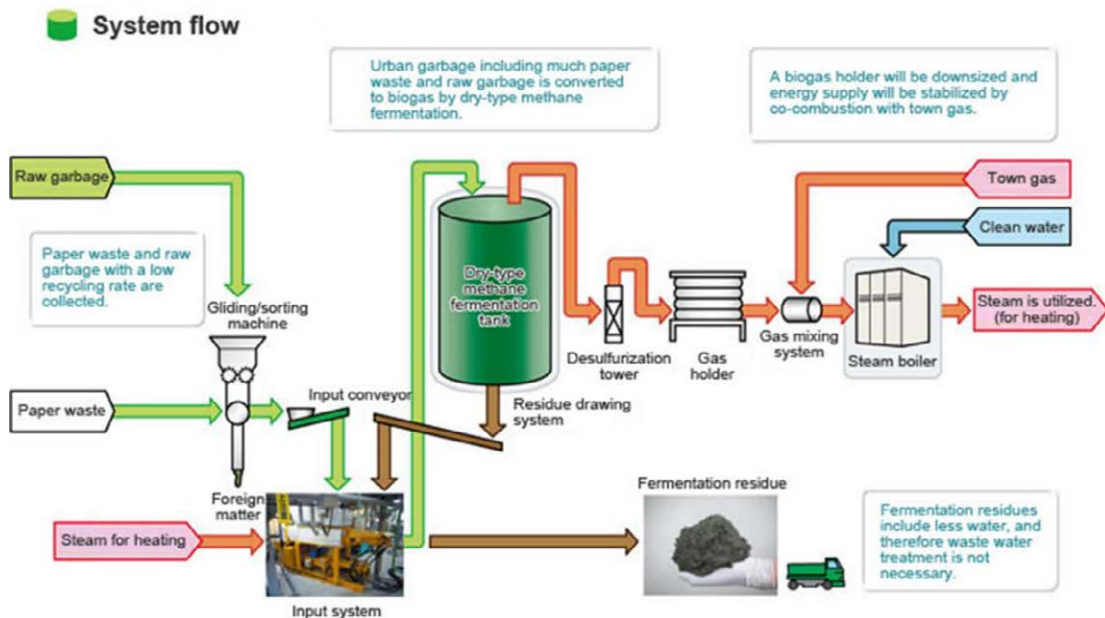 System flow
Urban garbage including much paper
waste and raw garbage is converted
to biogas by dry-type methane
fermentation.
A biogas holder will be downsized and
energy supply will be stabilized by
co-combustion with town gas.
Raw garbage
Town gas
Clean water
Paper waste and raw
garbage with a low
recycling rate are
collected.
Gliding/sorting
machine
Dry-type
methane
fermentation
tank
Steam is utilized.
(for heating)
Desulfurization
tower
Gas
holder
Gas mixing
system
Steam boiler
Input conveyor
Paper waste
Residue drawing
system
Foreign
matter
Fermentation residue
Steam for heating
Fermentation residues
include less water, and
therefore waste water
treatment is not
necessary.
Input system